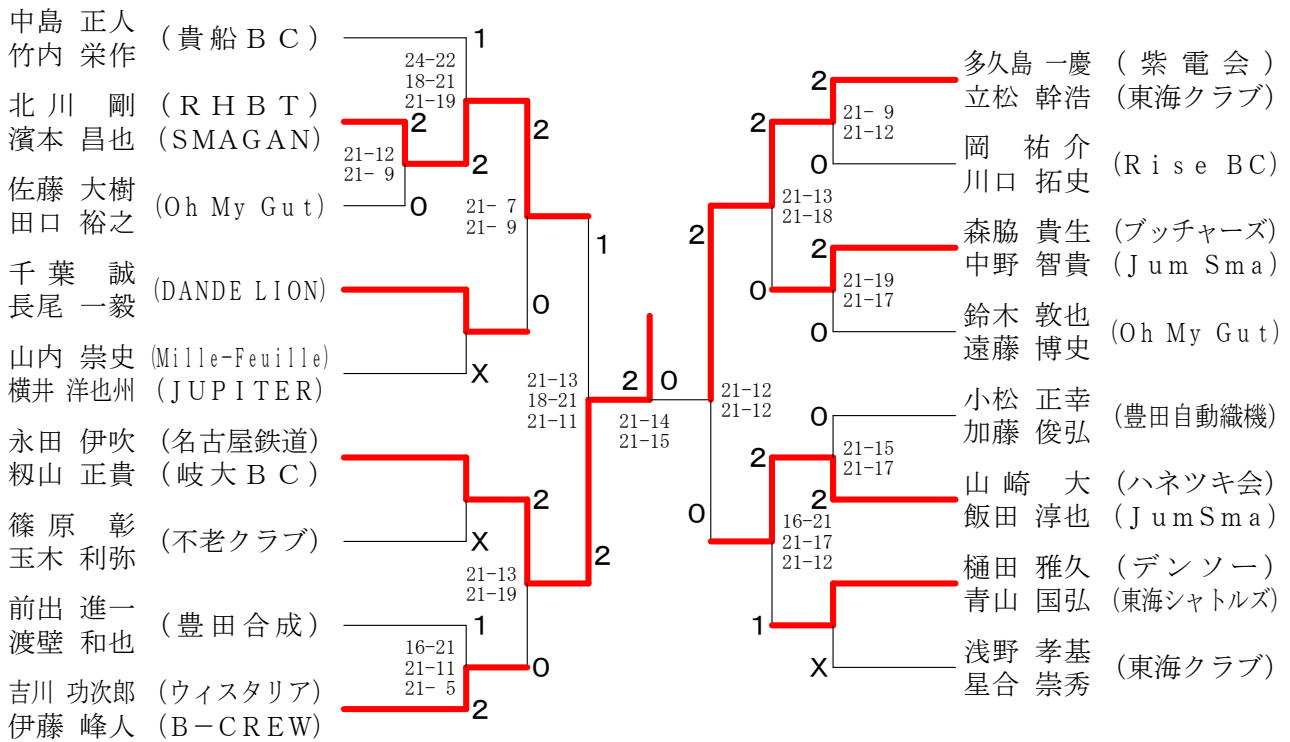 中島 正人
竹内 栄作
(貴船BC)
1
24-22
18-21
21-19
北川 剛 (RHBT)
濱本 昌也 (SMAGAN)
2
2
2
21-12
21- 9
佐藤 大樹
田口 裕之
(Oh My Gut)
0
21- 7
21- 9
1
千葉 誠
長尾 一毅
(DANDE LION)
0
山内 崇史 (Mille-Feuille)
横井 洋也州 (JUPITER)
X
21-13
18-21
21-11
永田 伊吹 (名古屋鉄道)
籾山 正貴 (岐大BC)
2
篠原 彰
玉木 利弥
(不老クラブ)
X
2
21-13
21-19
前出 進一
渡壁 和也
(豊田合成)
1
16-21
21-11
21- 5
0
吉川 功次郎 (ウィスタリア)
伊藤 峰人 (B-CREW)
2
2 0
21-14
21-15
多久島 一慶 (紫電会)
立松 幹浩 (東海クラブ)
2
2
21- 9
21-12
岡 祐介
川口 拓史
(Rise BC)
0
21-13
21-18
2
森脇 貴生 (ブッチャーズ)
中野 智貴 (Jum Sma)
2
0
21-19
21-17
鈴木 敦也
遠藤 博史
(Oh My Gut)
0
21-12
21-12
小松 正幸
加藤 俊弘
(豊田自動織機)
0
21-15
21-17
2
山崎 大 (ハネツキ会)
飯田 淳也 (JumSma)
2
0
16-21
21-17
21-12
樋田 雅久 (デンソー)
青山 国弘 (東海シャトルズ)
1
浅野 孝基
星合 崇秀
(東海クラブ)
X